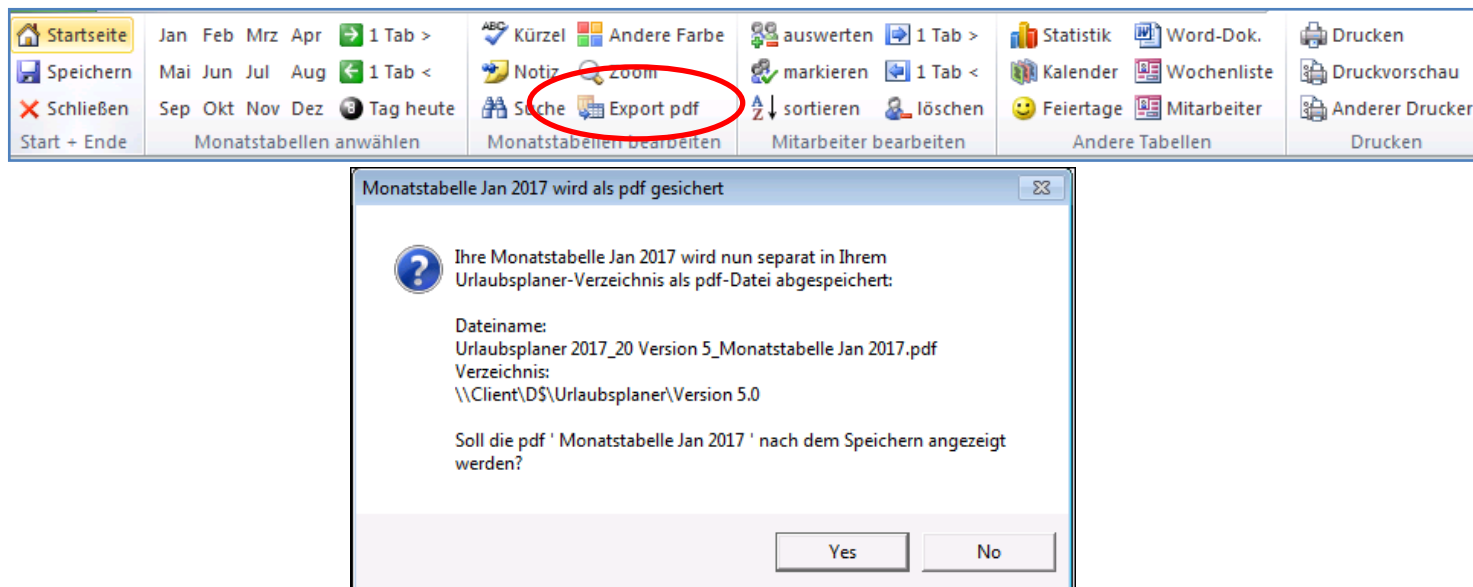 Startseite Jan Feb Mrz Apr 1 Tab > Kürzel Andere Farbe auswerten 1 Tab > Statistik Word-Dok. Drucken
Speichern Mai Jun Jul Aug 1 Tab < Notiz Zoom markieren 1 Tab < Kalender Wochenliste Druckvorschau
Schließen Sep Okt Nov Dez Tag heute Suche Export pdf sortieren löschen Feiertage Mitarbeiter Anderer Drucker
Start + Ende Monatstabellen anwählen Monatstabellen bearbeiten Mitarbeiter bearbeiten Andere Tabellen Drucken
Monatstabelle Jan 2017 wird als pdf gesichert
Ihre Monatstabelle Jan 2017 wird nun separat in Ihrem
Urlaubsplaner-Verzeichnis als pdf-Datei abgespeichert:
Dateiname:
Urlaubsplaner 2017_20 Version 5_Monatstabelle Jan 2017.pdf
Verzeichnis:
\\Client\D$\Urlaubsplaner\Version 5.0
Soll die pdf ' Monatstabelle Jan 2017 ' nach dem Speichern angezeigt
werden?
Yes No